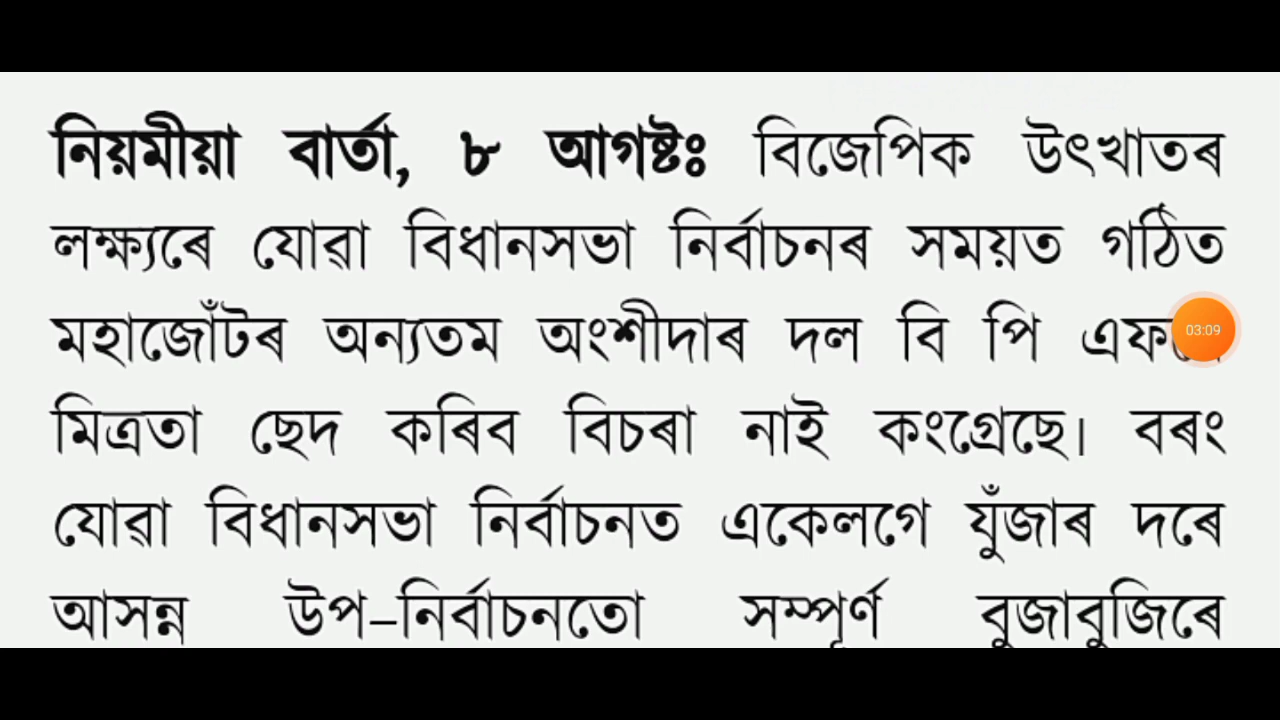 নিয়মীয়া বাৰ্তা, ৮ আগষ্টঃ বিজেপিক উৎখাতৰ
লক্ষ্যৰে যোৱা বিধানসভা নিৰ্বাচনৰ সময়ত গঠিত
মহাজোঁটৰ অন্যতম অংশীদাৰ দল বি পি
03:09
মিত্ৰতা ছেদ কৰিব বিচৰা নাই কংগ্ৰেছে। বৰং
যোৱা বিধানসভা নিৰ্বাচনত একেলগে যুঁজাৰ দৰে
আসন্ন উপ–নিৰ্বাচনতো সম্পূৰ্ণ বুজাবুজিৰে